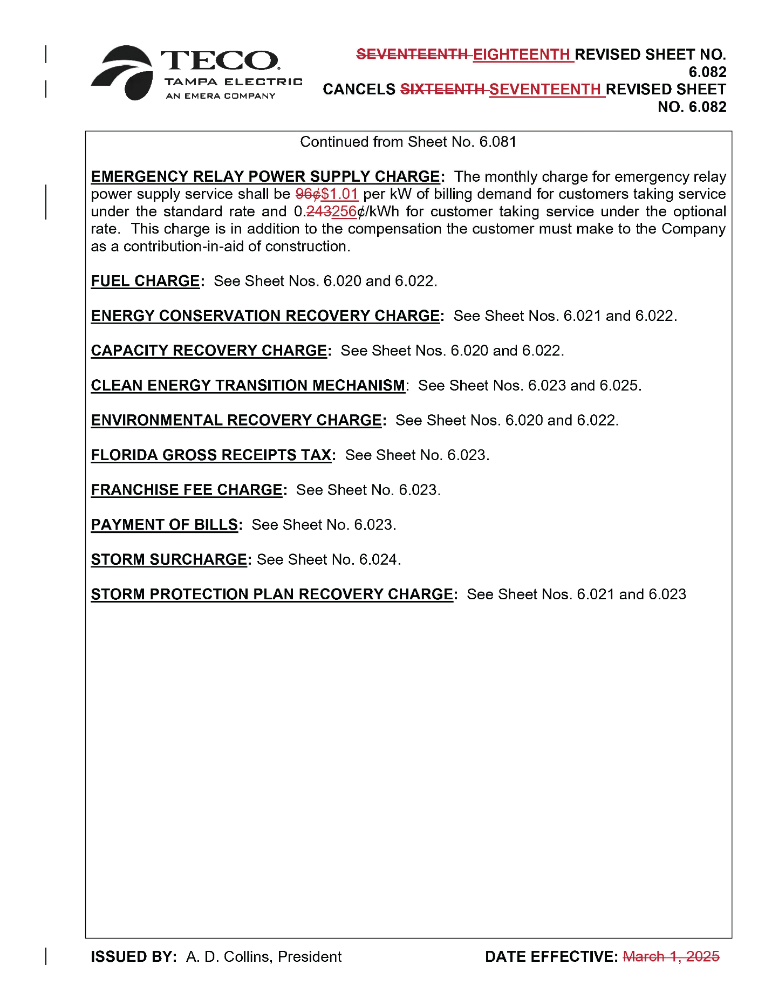 TECO.
TAMPA ELECTRIC
AN EMERA COMPANY
SEVENTEENTH EIGHTEENTH REVISED SHEET NO.
6.082
CANCELS SIXTEENTH SEVENTEENTH REVISED SHEET
NO. 6.082
Continued from Sheet No. 6.081
EMERGENCY RELAY POWER SUPPLY CHARGE: The monthly charge for emergency relay
power supply service shall be 96¢$1.01 per kW of billing demand for customers taking service
under the standard rate and 0.243256¢/kWh for customer taking service under the optional
rate. This charge is in addition to the compensation the customer must make to the Company
as a contribution-in-aid of construction.
FUEL CHARGE: See Sheet Nos. 6.020 and 6.022.
ENERGY CONSERVATION RECOVERY CHARGE: See Sheet Nos. 6.021 and 6.022.
CAPACITY RECOVERY CHARGE: See Sheet Nos. 6.020 and 6.022.
CLEAN ENERGY TRANSITION MECHANISM: See Sheet Nos. 6.023 and 6.025.
ENVIRONMENTAL RECOVERY CHARGE: See Sheet Nos. 6.020 and 6.022.
FLORIDA GROSS RECEIPTS TAX: See Sheet No. 6.023.
FRANCHISE FEE CHARGE: See Sheet No. 6.023.
PAYMENT OF BILLS: See Sheet No. 6.023.
STORM SURCHARGE: See Sheet No. 6.024.
STORM PROTECTION PLAN RECOVERY CHARGE: See Sheet Nos. 6.021 and 6.023
ISSUED BY: A. D. Collins, President
DATE EFFECTIVE: March 1, 2025